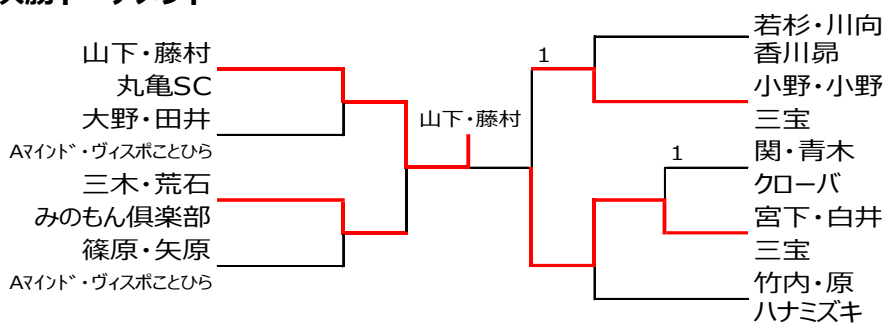 山下・藤村
丸亀SC
大野・田井
Aマインド・ヴィスポことひら
三木・荒石
みのもん倶楽部
篠原・矢原
Aマインド・ヴィスポことひら
山下・藤村
1
1
若杉・川向
香川昴
小野・小野
三宝
関・青木
クローバ
宮下・白井
三宝
竹内・原
ハナミズキ